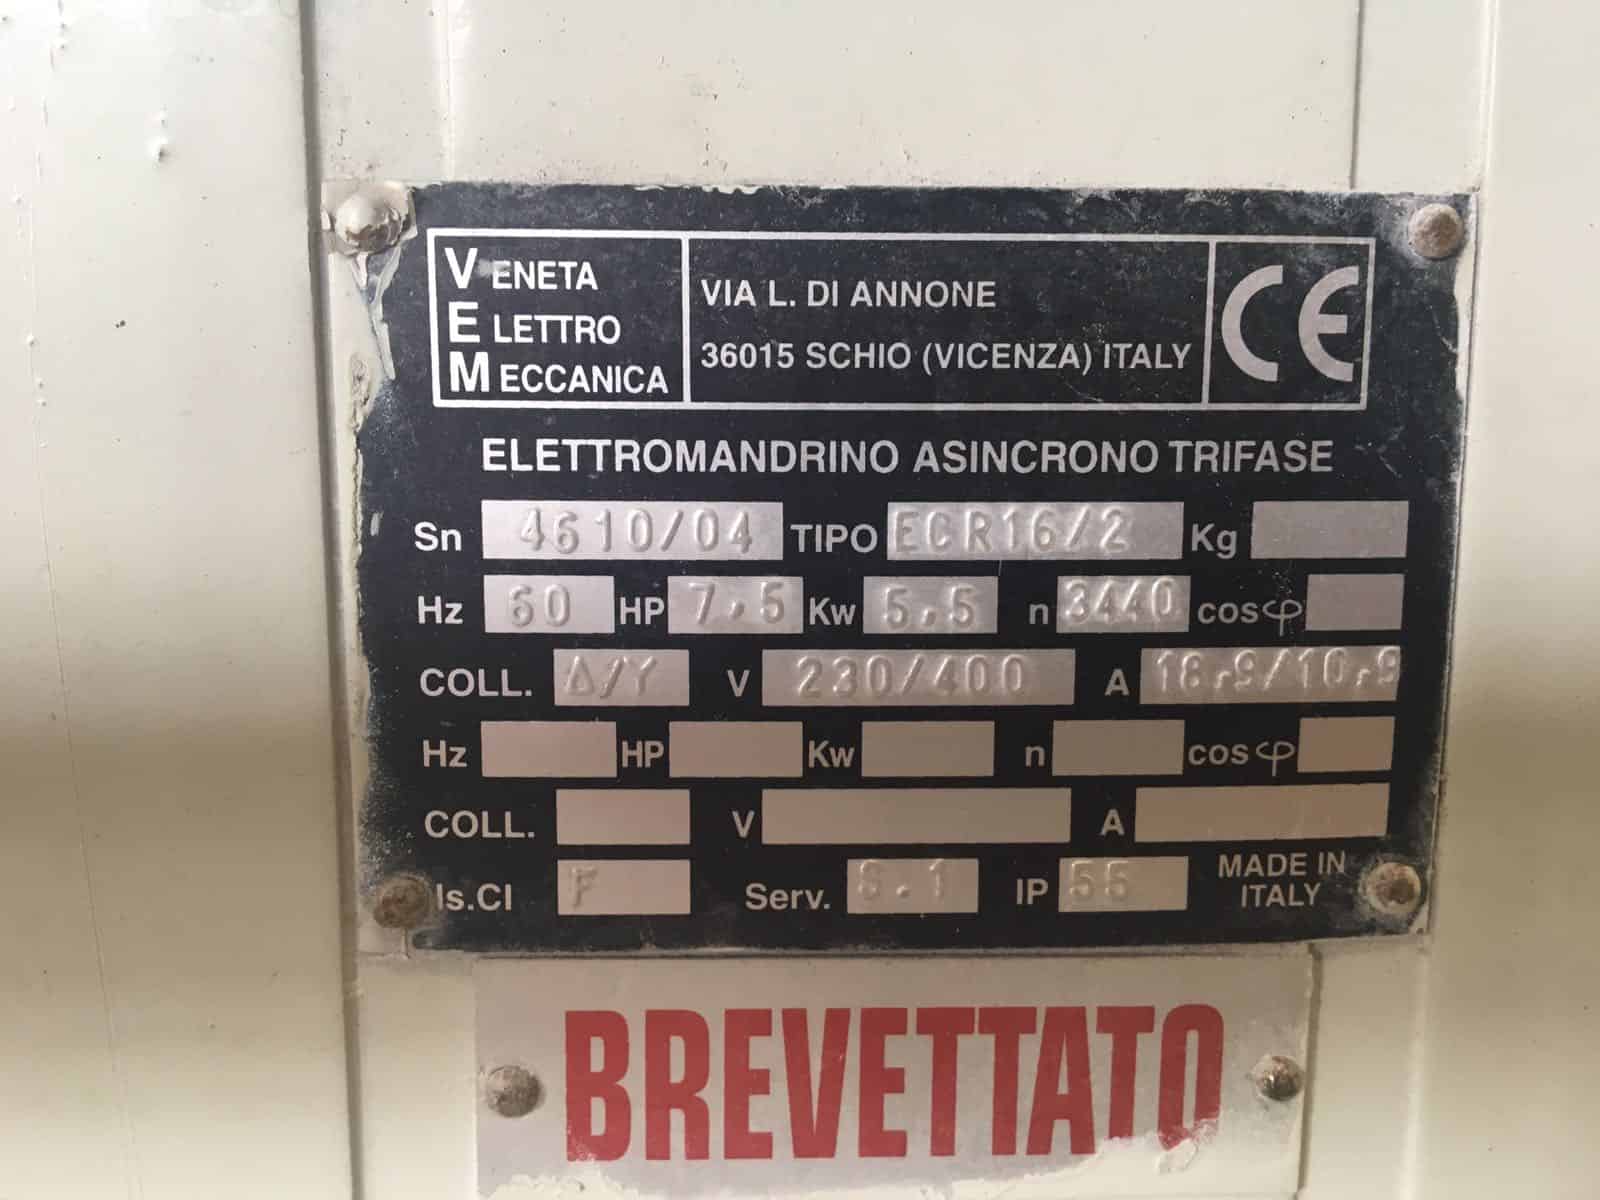 VENETA
ELETTRO
MECCANICA
VIA L. DI ANNONE
36015 SCHIO (VICENZA) ITALY
CE
ELETTROMANDRINO ASINCRONO TRIFASE
Sn 4610/04 TIPO ECR16/2 Kg
Hz 60 HP 7,5 Kw 5,5 n 3440 cosφ
COLL. Δ/Y V 230/400 A 18,9/10,9
Hz HP Kw n cosφ
COLL. V A
Is.Cl F Serv. S.1 IP 55 MADE IN
ITALY
BREVETTATO